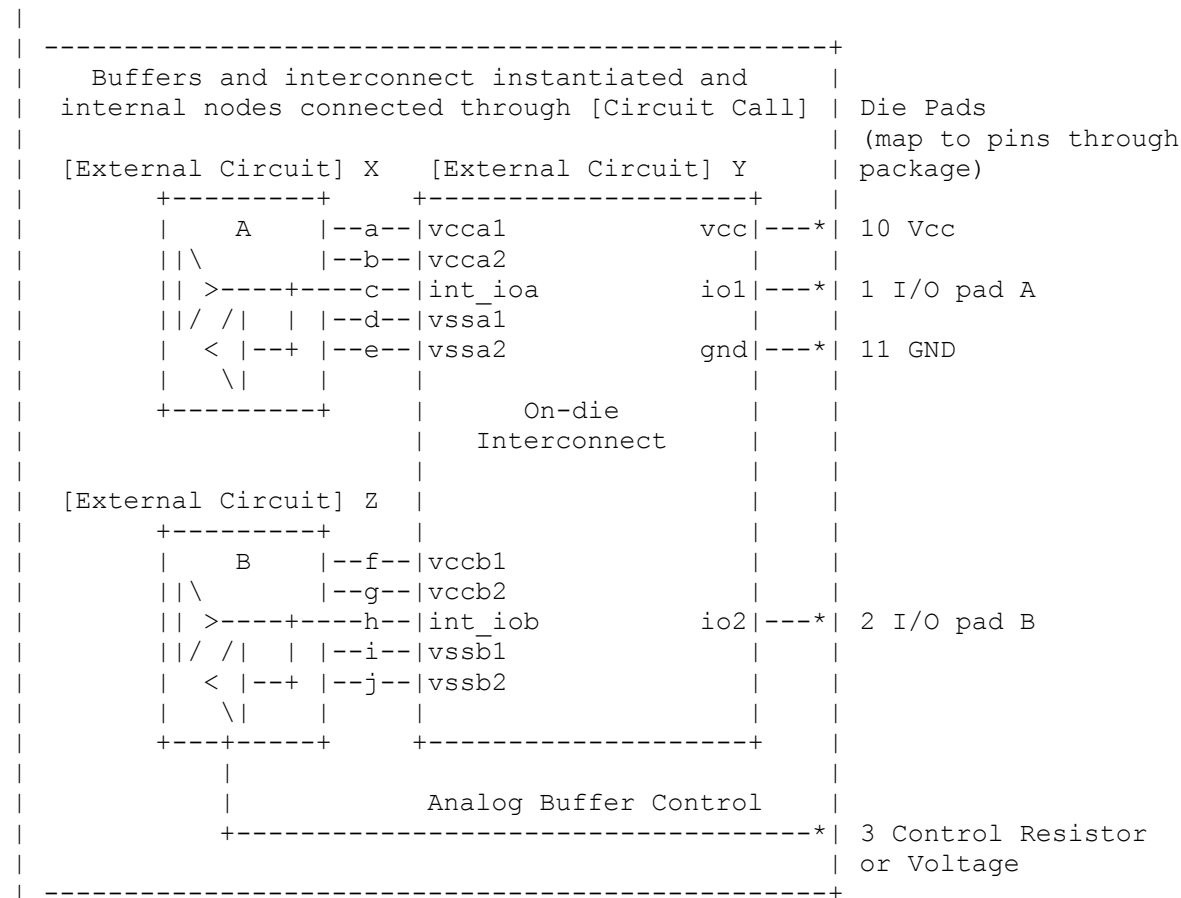 |
| -------------------------------------------------+
|    Buffers and interconnect instantiated and     |
|  internal nodes connected through [Circuit Call] | Die Pads
|                                                  | (map to pins through
|  [External Circuit] X   [External Circuit] Y     | package)
|        +---------+     +--------------------+    |
|        |    A    |--a--|vcca1            vcc|---*| 10 Vcc
|        ||\       |--b--|vcca2               |    |
|        || >----+----c--|int_ioa          io1|---*| 1 I/O pad A
|        ||/ /|  | |--d--|vssa1               |    |
|        |  < |--+ |--e--|vssa2            gnd|---*| 11 GND
|        |   \|    |     |                    |    |
|        +---------+     |      On-die        |    |
|                        |   Interconnect     |    |
|                        |                    |    |
|  [External Circuit] Z  |                    |    |
|        +---------+     |                    |    |
|        |    B    |--f--|vccb1               |    |
|        ||\       |--g--|vccb2               |    |
|        || >----+----h--|int_iob          io2|---*| 2 I/O pad B
|        ||/ /|  | |--i--|vssb1               |    |
|        |  < |--+ |--j--|vssb2               |    |
|        |   \|    |     |                    |    |
|        +---+-----+     +--------------------+    |
|            |                                     |
|            |            Analog Buffer Control    |
|            +------------------------------------*| 3 Control Resistor
|                                                  | or Voltage
| -------------------------------------------------+